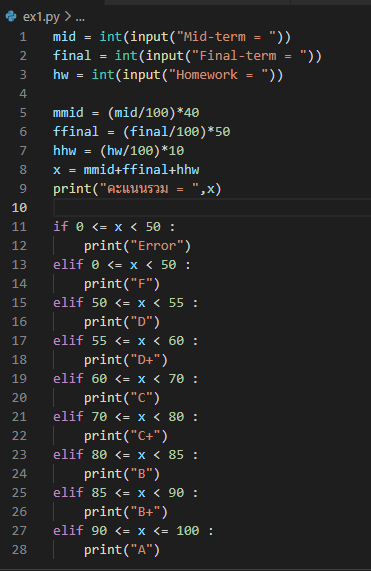 ex1.py > ...
1 mid = int(input("Mid-term = "))
2 final = int(input("Final-term = "))
3 hw = int(input("Homework = "))
4
5 mmid = (mid/100)*40
6 ffinal = (final/100)*50
7 hhw = (hw/100)*10
8 x = mmid+ffinal+hhw
9 print("คะแนนรวม = ",x)
10
11 if 0 <= x < 50 :
12     print("Error")
13 elif 0 <= x < 50 :
14     print("F")
15 elif 50 <= x < 55 :
16     print("D")
17 elif 55 <= x < 60 :
18     print("D+")
19 elif 60 <= x < 70 :
20     print("C")
21 elif 70 <= x < 80 :
22     print("C+")
23 elif 80 <= x < 85 :
24     print("B")
25 elif 85 <= x < 90 :
26     print("B+")
27 elif 90 <= x <= 100 :
28     print("A")